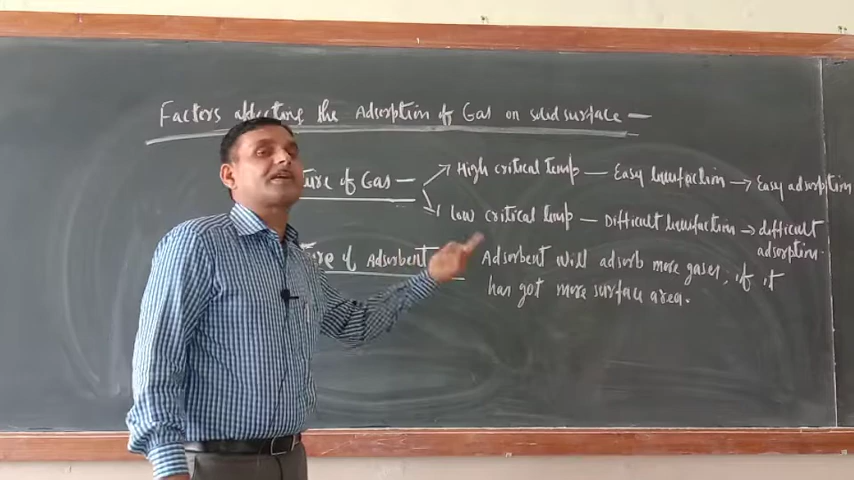 Factors affecting the Adsorption of Gas on solid surface —
ture of Gas — High critical temp — Easy liquefaction → Easy adsorption
Low critical temp — Difficult liquefaction → difficult adsorption.
ture of Adsorbent — Adsorbent will adsorb more gases, if it
has got more surface area.